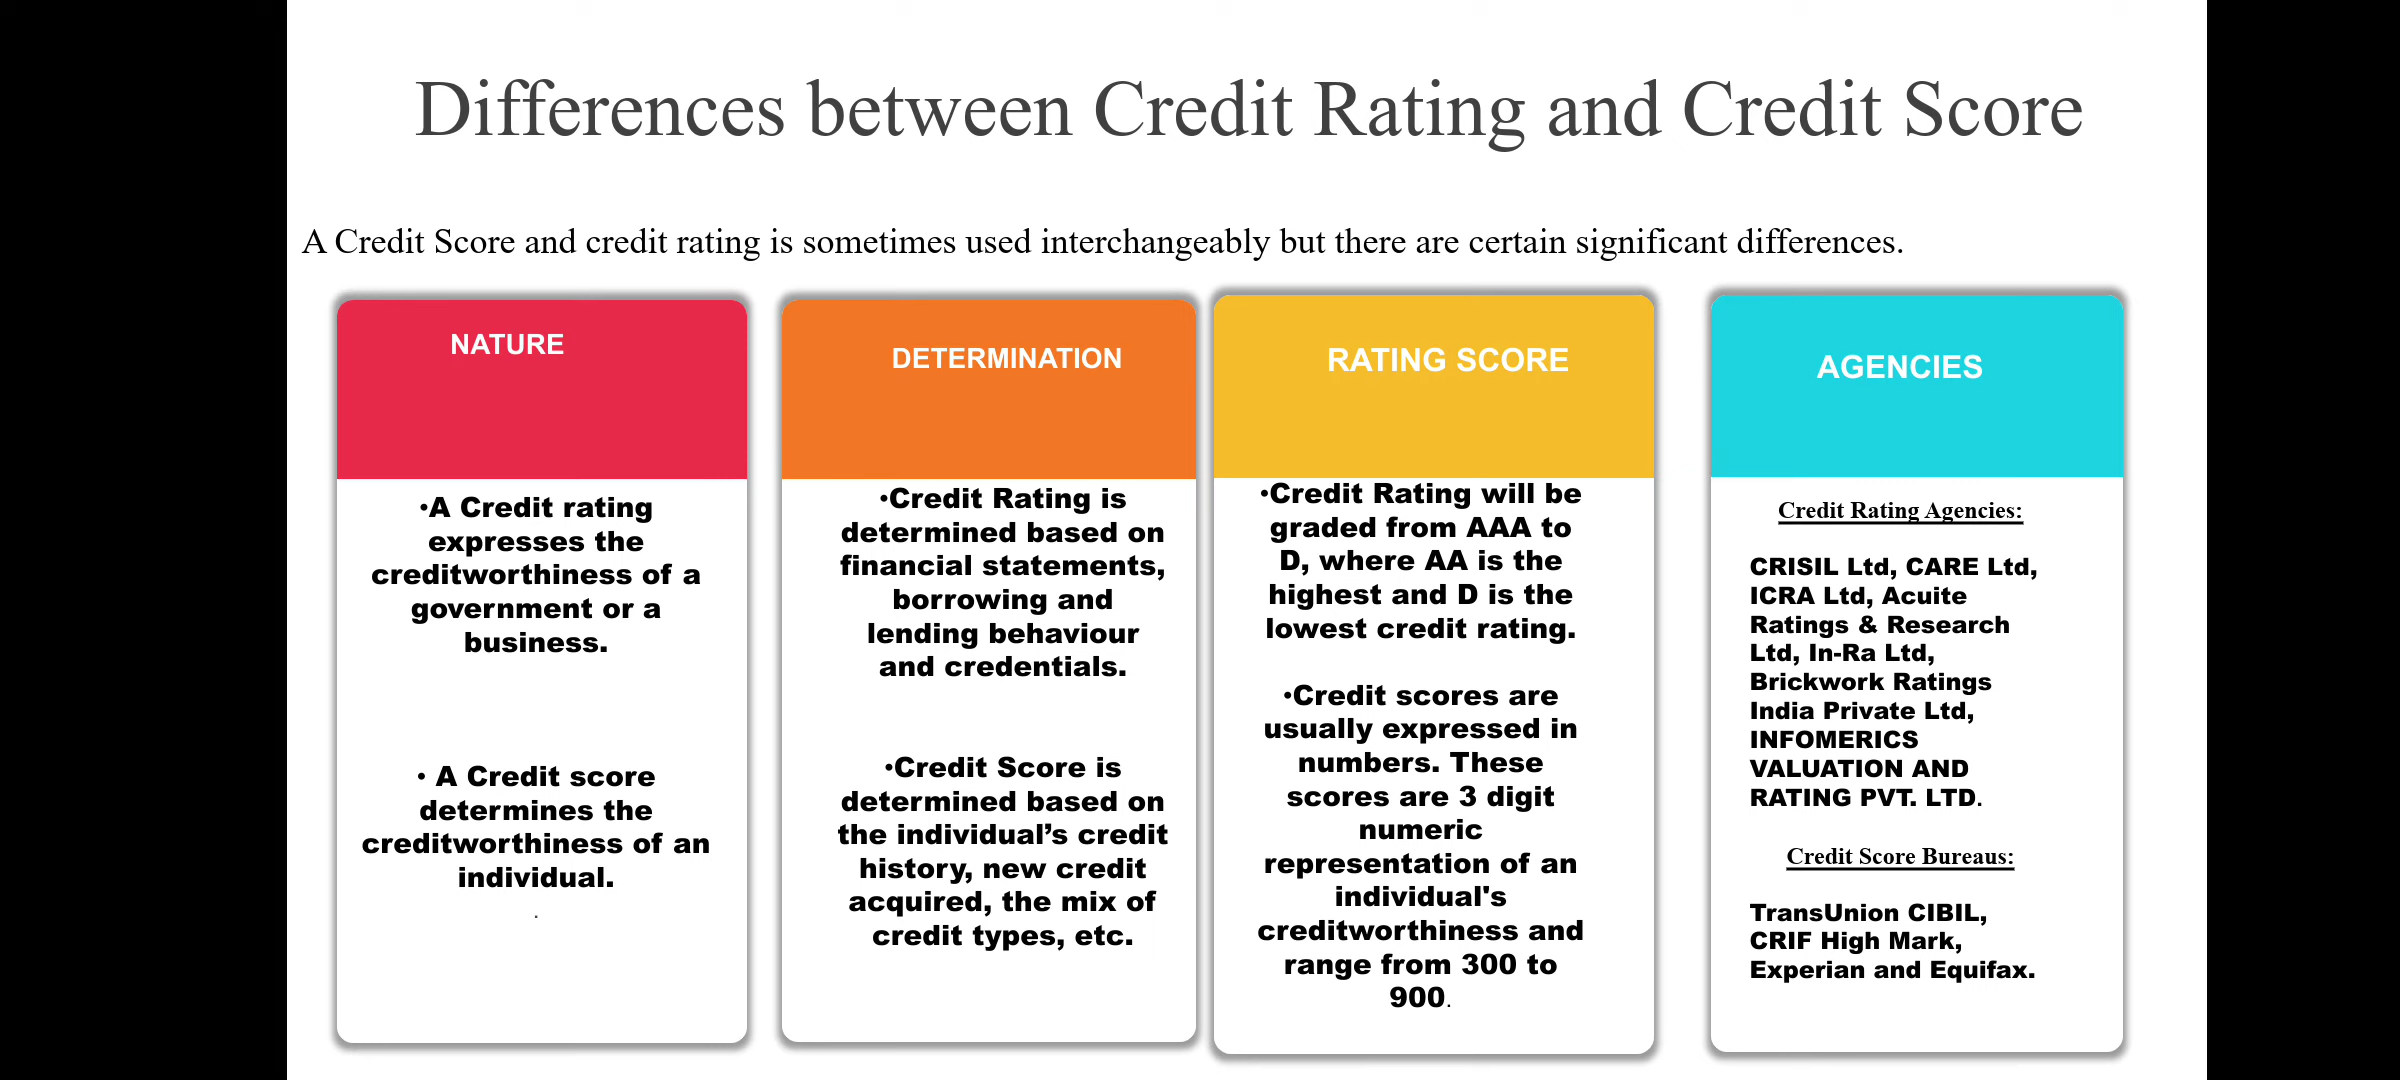 Differences between Credit Rating and Credit Score
A Credit Score and credit rating is sometimes used interchangeably but there are certain significant differences.
NATURE
•A Credit rating
expresses the
creditworthiness of a
government or a
business.
• A Credit score
determines the
creditworthiness of an
individual.
.
DETERMINATION
•Credit Rating is
determined based on
financial statements,
borrowing and
lending behaviour
and credentials.
•Credit Score is
determined based on
the individual’s credit
history, new credit
acquired, the mix of
credit types, etc.
RATING SCORE
•Credit Rating will be
graded from AAA to
D, where AA is the
highest and D is the
lowest credit rating.
•Credit scores are
usually expressed in
numbers. These
scores are 3 digit
numeric
representation of an
individual's
creditworthiness and
range from 300 to
900.
AGENCIES
Credit Rating Agencies:
CRISIL Ltd, CARE Ltd,
ICRA Ltd, Acuite
Ratings & Research
Ltd, In-Ra Ltd,
Brickwork Ratings
India Private Ltd,
INFOMERICS
VALUATION AND
RATING PVT. LTD.
Credit Score Bureaus:
TransUnion CIBIL,
CRIF High Mark,
Experian and Equifax.